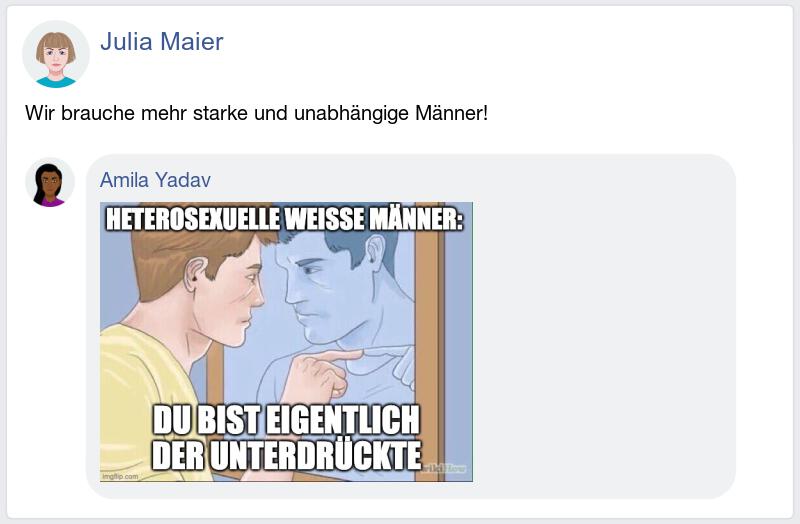 Julia Maier
Wir brauche mehr starke und unabhängige Männer!
Amila Yadav
HETEROSEXUELLE WEISSE MÄNNER:
DU BIST EIGENTLICH
DER UNTERDRÜCKTE
imgflip.com
wikiHow